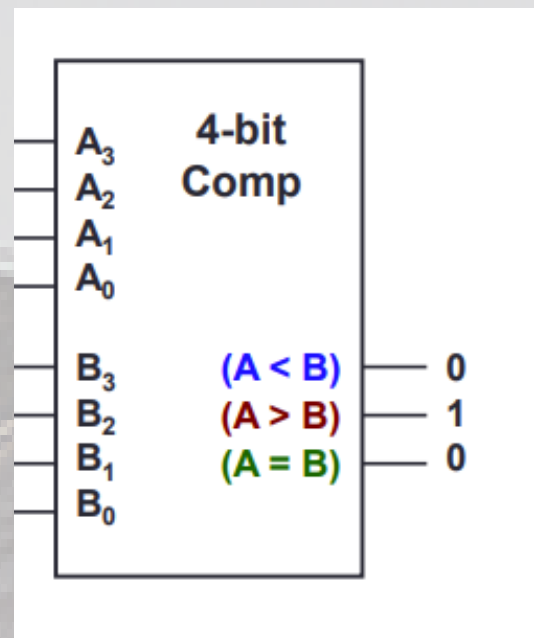 4-bit
Comp
A₃
A₂
A₁
A₀
B₃ (A < B) 0
B₂ (A > B) 1
B₁ (A = B) 0
B₀